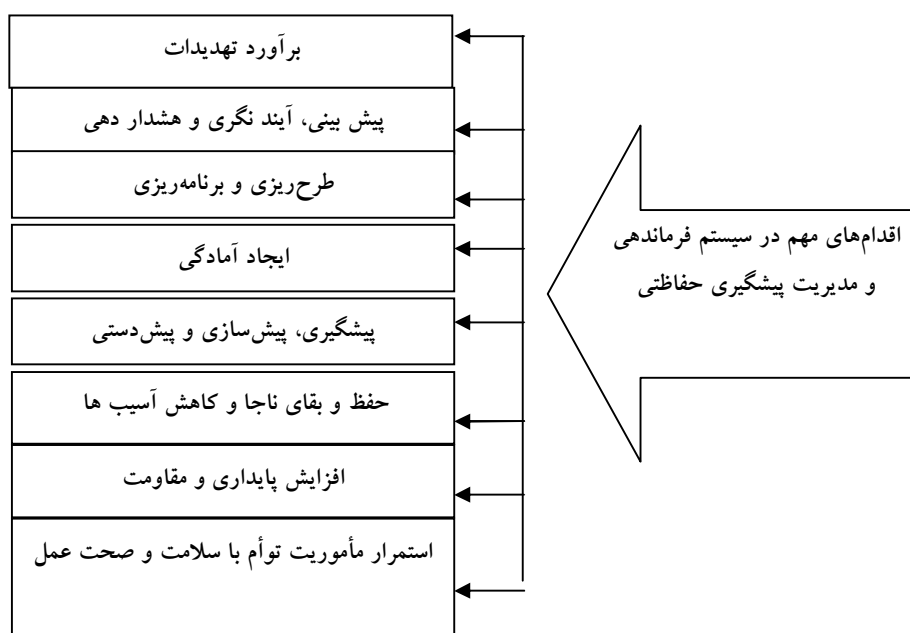 برآورد تهدیدات
پیش بینی، آیند نگری و هشدار دهی
طرح‌ریزی و برنامه‌ریزی
ایجاد آمادگی
پیشگیری، پیش‌سازی و پیش‌دستی
حفظ و بقای ناجا و کاهش آسیب ها
افزایش پایداری و مقاومت
استمرار مأموریت توأم با سلامت و صحت عمل
اقدام‌های مهم در سیستم فرماندهی
و مدیریت پیشگیری حفاظتی